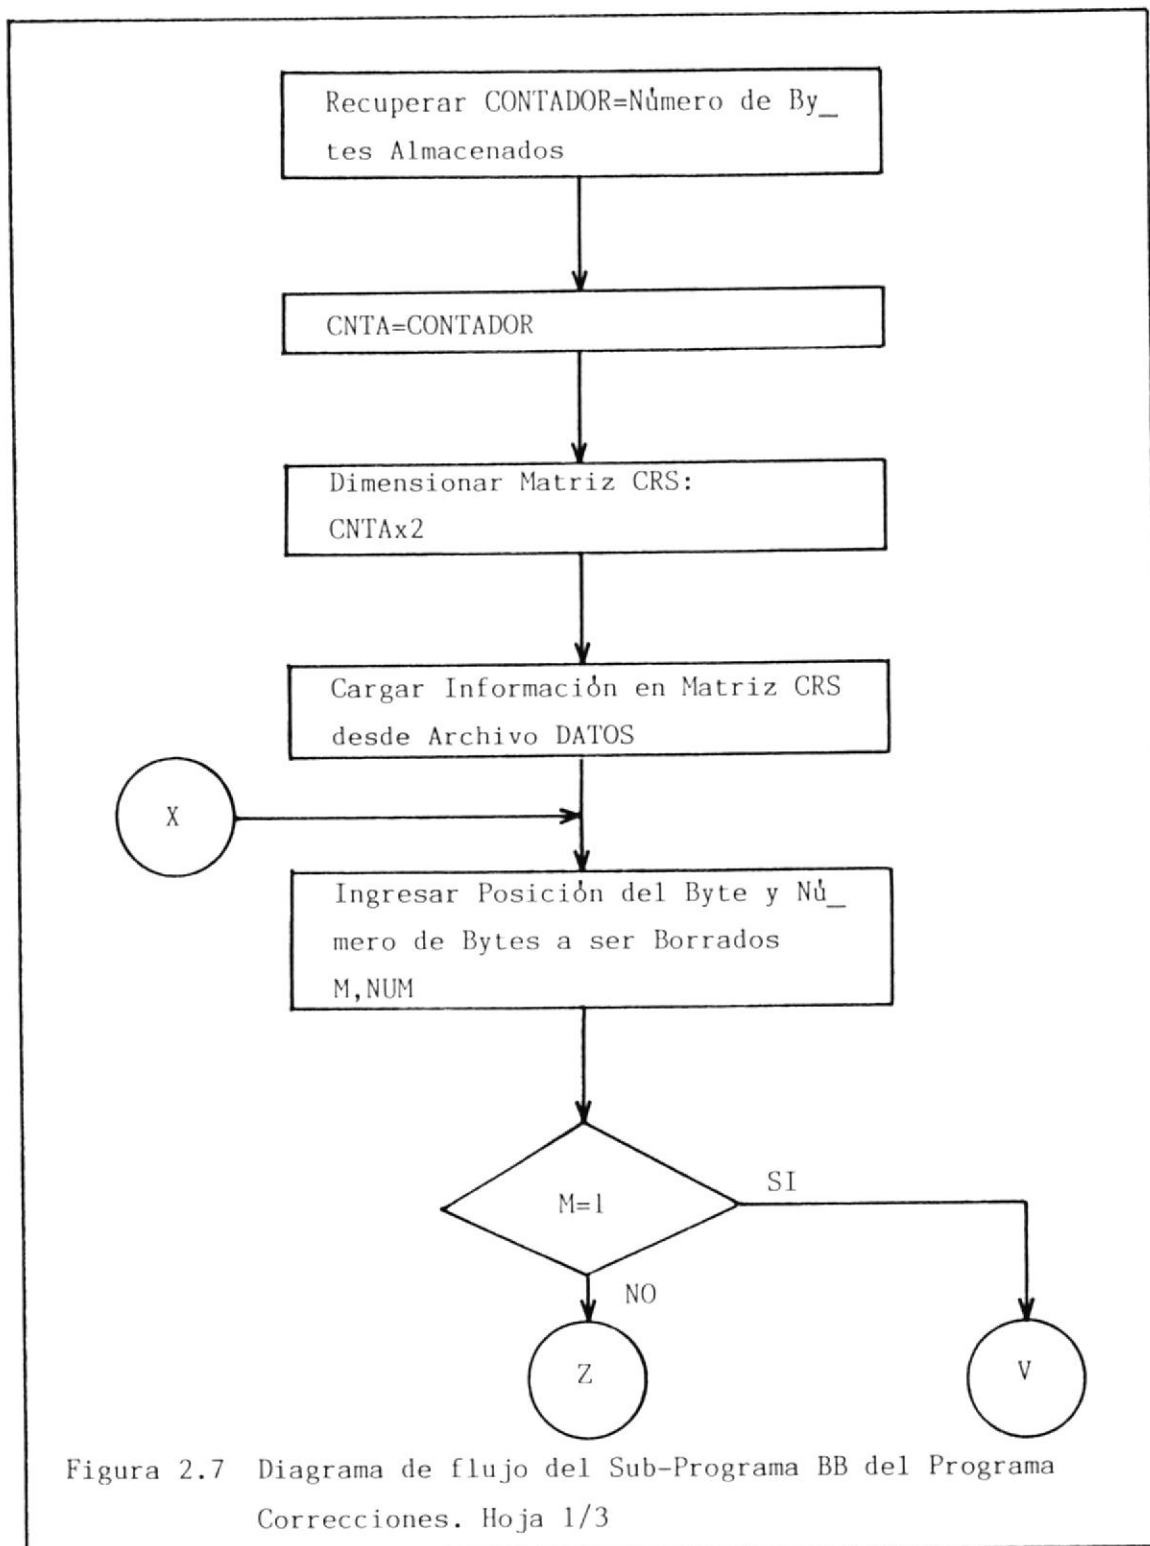 Recuperar CONTADOR=Número de By_
tes Almacenados
CNTA=CONTADOR
Dimensionar Matriz CRS:
CNTAx2
Cargar Información en Matriz CRS
desde Archivo DATOS
X
Ingresar Posición del Byte y Nú_
mero de Bytes a ser Borrados
M,NUM
M=1
SI
NO
Z
V
Figura 2.7 Diagrama de flujo del Sub-Programa BB del Programa
Correcciones. Hoja 1/3